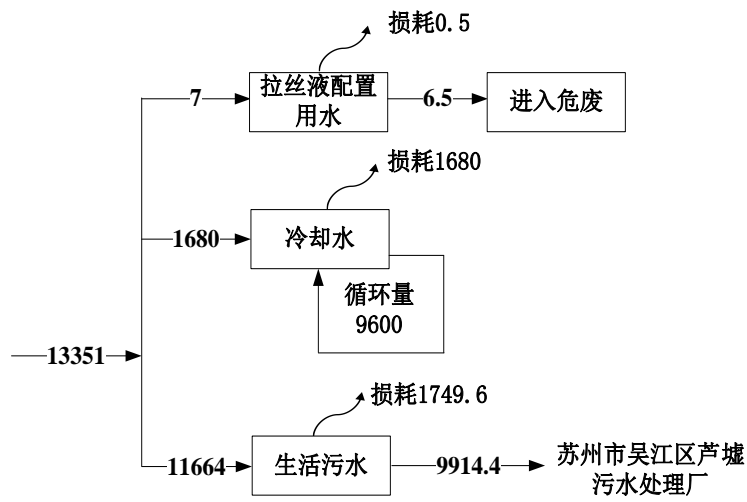 损耗0.5
7
拉丝液配置
用水
6.5
进入危废
损耗1680
1680
冷却水
循环量
9600
13351
损耗1749.6
11664
生活污水
9914.4
苏州市吴江区芦墟
污水处理厂